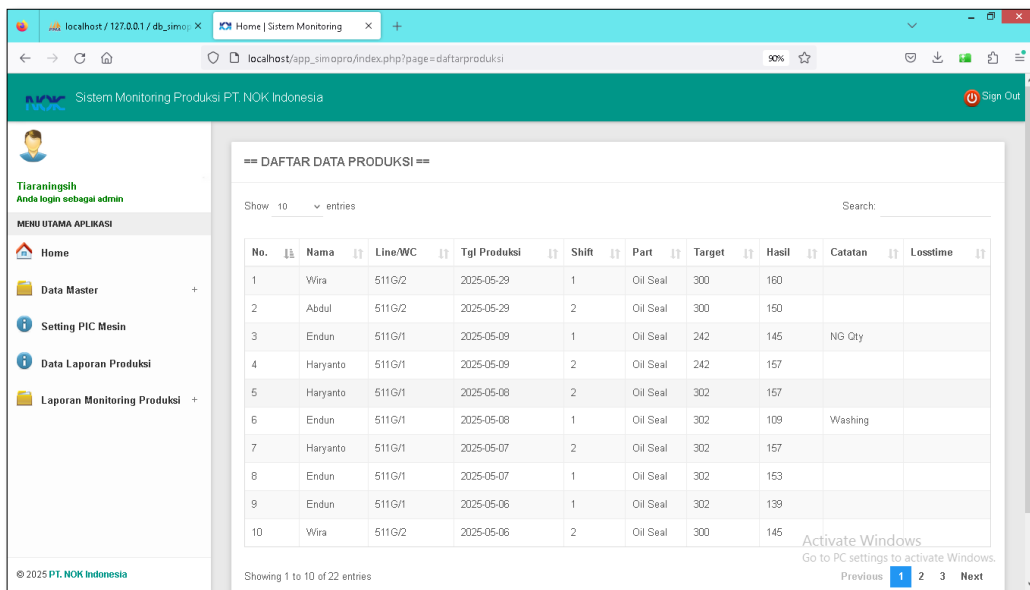 localhost / 127.0.0.1 / db_simop
Home | Sistem Monitoring
localhost/app_simopro/index.php?page=daftarproduksi
90%
NOK Sistem Monitoring Produksi PT. NOK Indonesia
Sign Out
Tiaraningsih
Anda login sebagai admin
MENU UTAMA APLIKASI
Home
Data Master +
Setting PIC Mesin
Data Laporan Produksi
Laporan Monitoring Produksi +
© 2025 PT. NOK Indonesia
== DAFTAR DATA PRODUKSI ==
Show 10 entries Search:
No. Nama Line/WC Tgl Produksi Shift Part Target Hasil Catatan Losstime
1 Wira 511G/2 2025-05-29 1 Oil Seal 300 160
2 Abdul 511G/2 2025-05-29 2 Oil Seal 300 150
3 Endun 511G/1 2025-05-09 1 Oil Seal 242 145 NG Qty
4 Haryanto 511G/1 2025-05-09 2 Oil Seal 242 157
5 Haryanto 511G/1 2025-05-08 2 Oil Seal 302 157
6 Endun 511G/1 2025-05-08 1 Oil Seal 302 109 Washing
7 Haryanto 511G/1 2025-05-07 2 Oil Seal 302 157
8 Endun 511G/1 2025-05-07 1 Oil Seal 302 153
9 Endun 511G/1 2025-05-06 1 Oil Seal 302 139
10 Wira 511G/2 2025-05-06 2 Oil Seal 300 145
Activate Windows
Go to PC settings to activate Windows.
Showing 1 to 10 of 22 entries Previous 1 2 3 Next